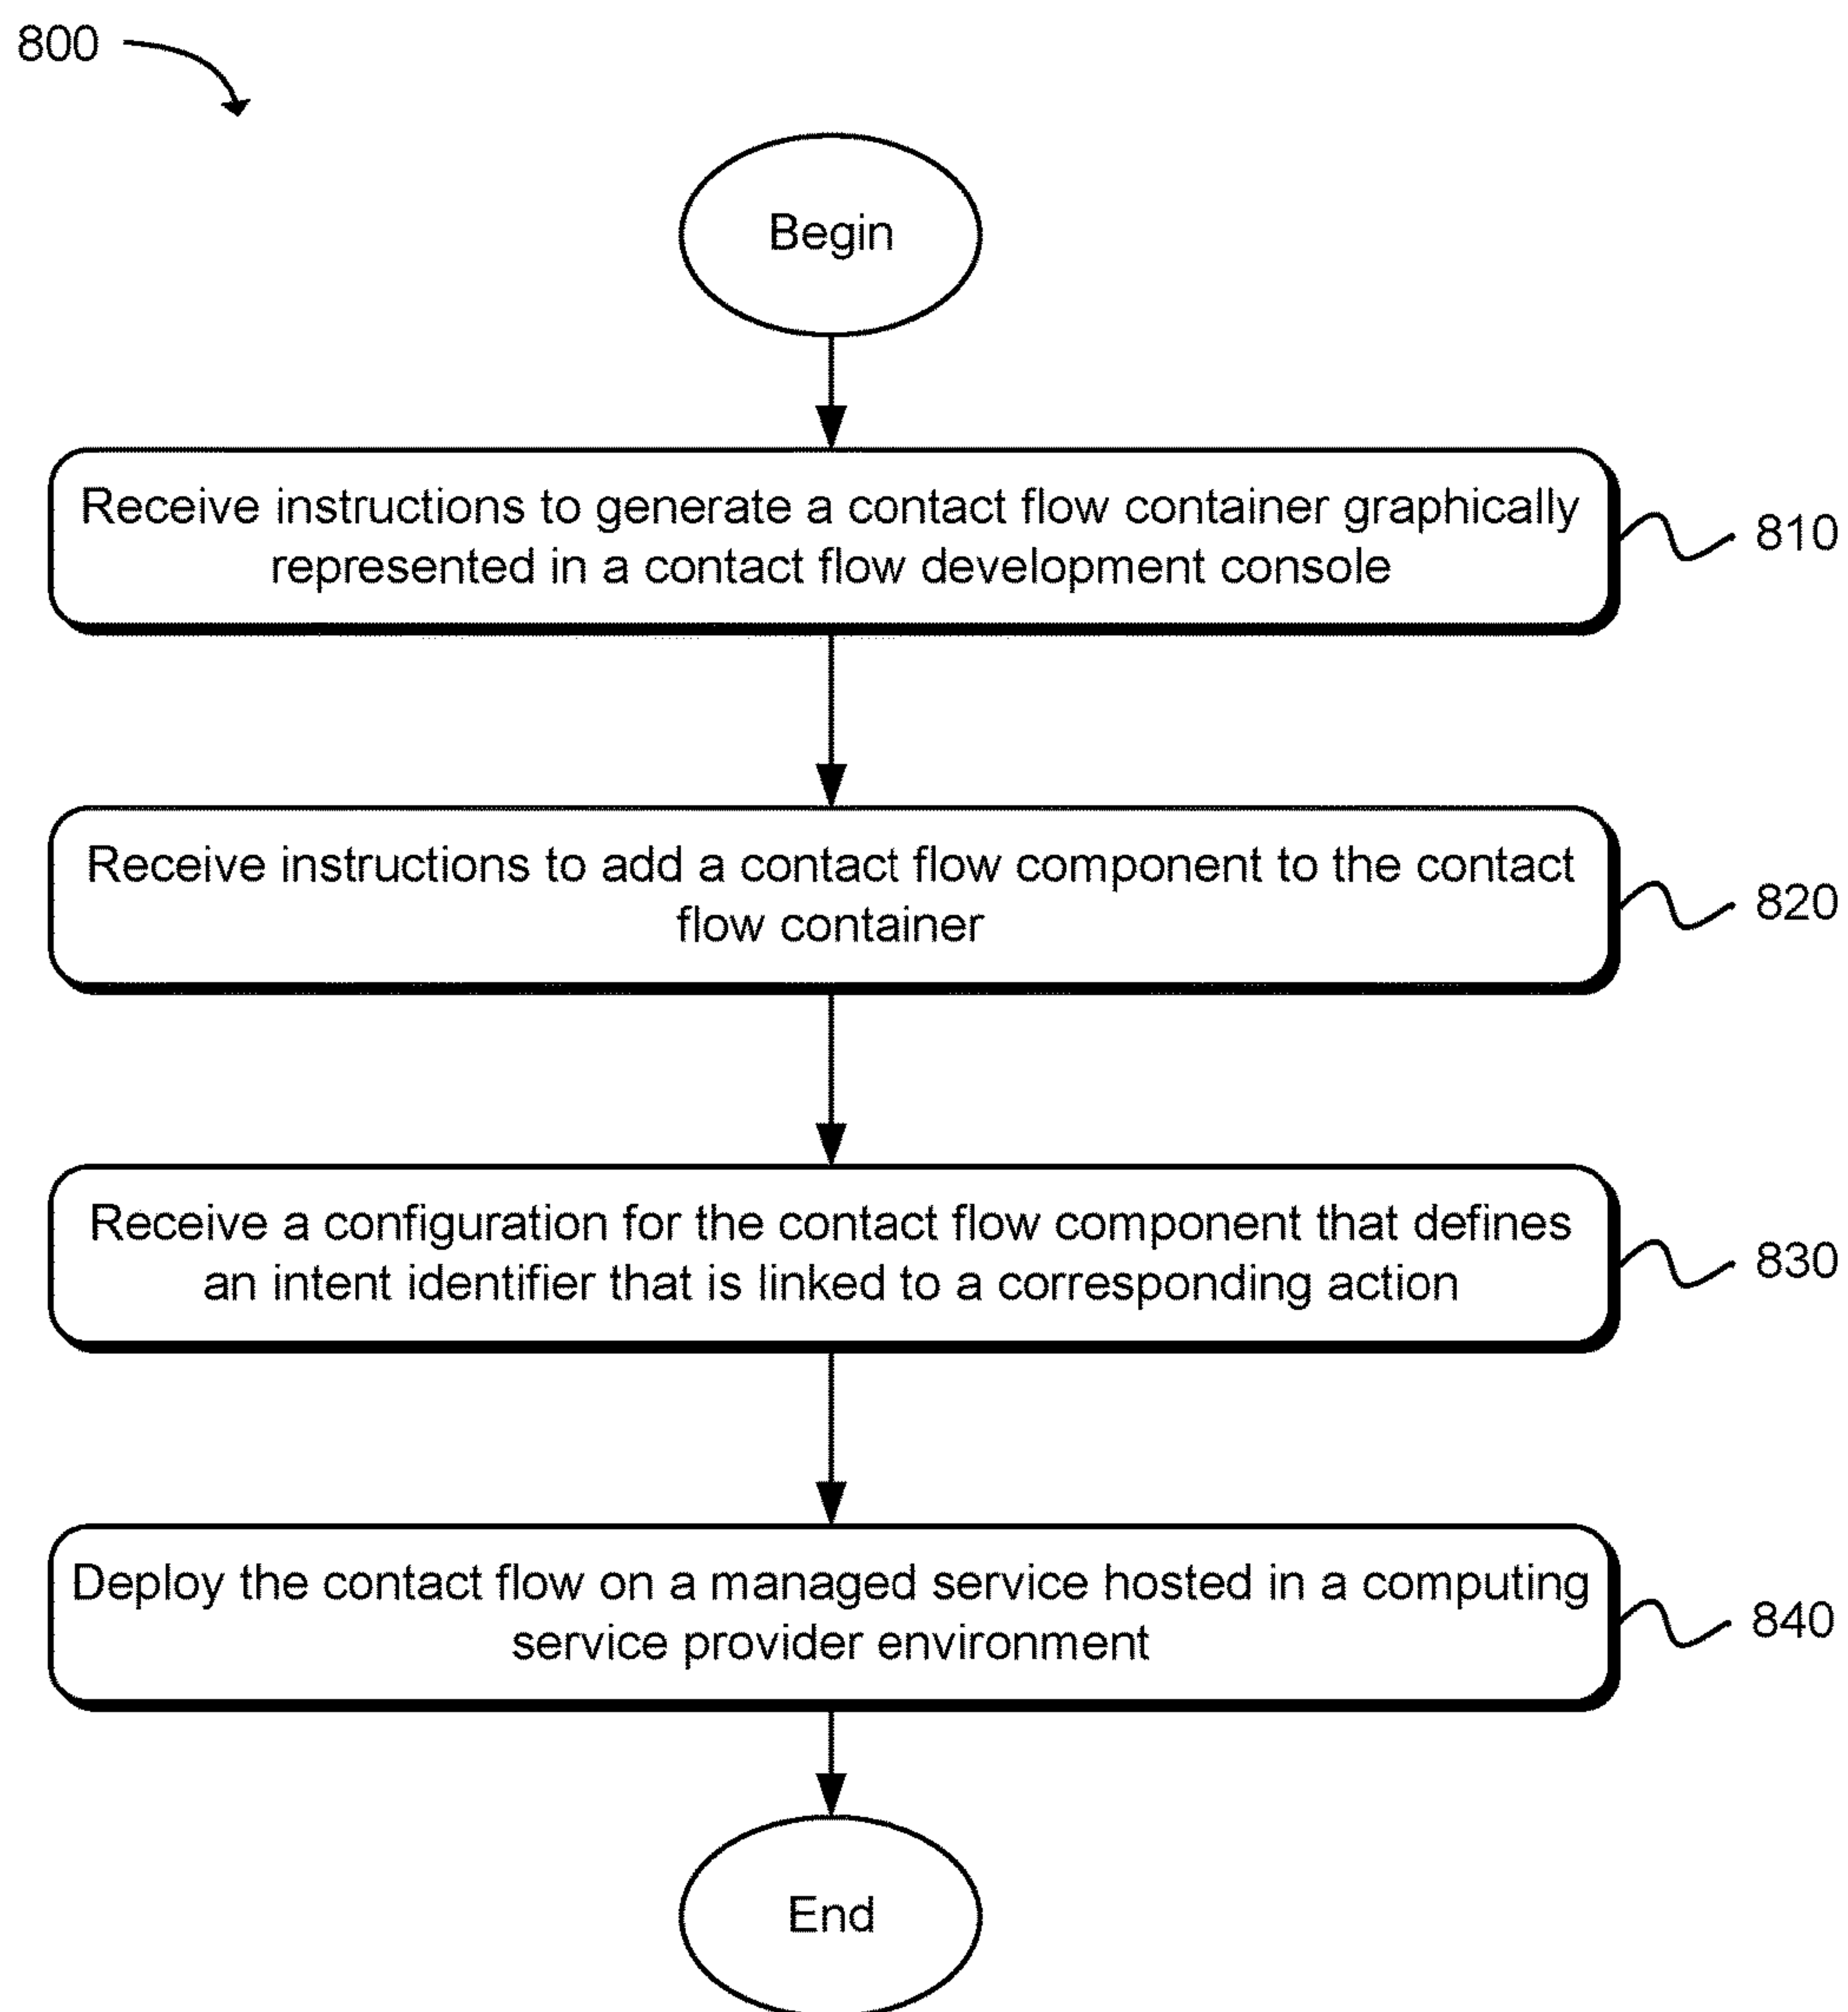 800
Begin
Receive instructions to generate a contact flow container graphically
represented in a contact flow development console
810
Receive instructions to add a contact flow component to the contact
flow container
820
Receive a configuration for the contact flow component that defines
an intent identifier that is linked to a corresponding action
830
Deploy the contact flow on a managed service hosted in a computing
service provider environment
840
End